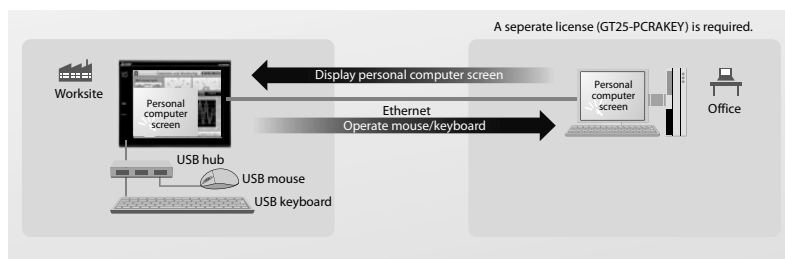 A seperate license (GT25-PCRAKEY) is required.
Worksite
Personal
computer
screen
Display personal computer screen
Ethernet
Operate mouse/keyboard
Personal
computer
screen
Office
USB hub
USB mouse
USB keyboard